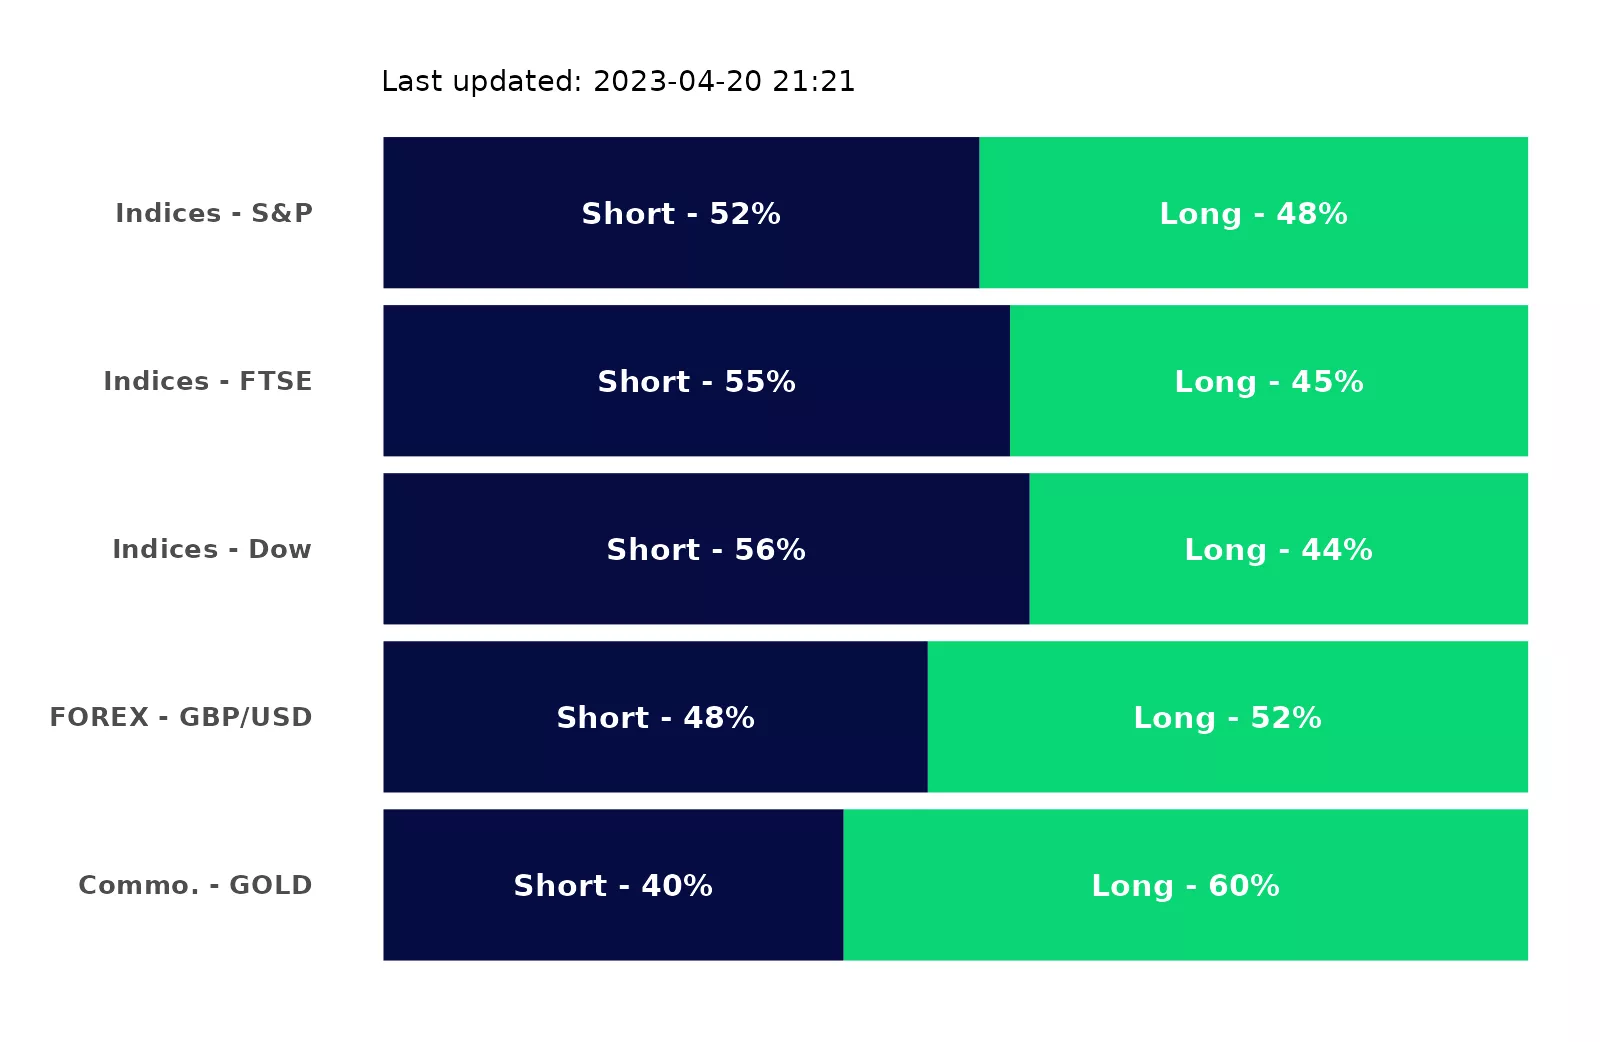 Last updated: 2023-04-20 21:21
Indices - S&P Short - 52% Long - 48%
Indices - FTSE Short - 55% Long - 45%
Indices - Dow Short - 56% Long - 44%
FOREX - GBP/USD Short - 48% Long - 52%
Commo. - GOLD Short - 40% Long - 60%